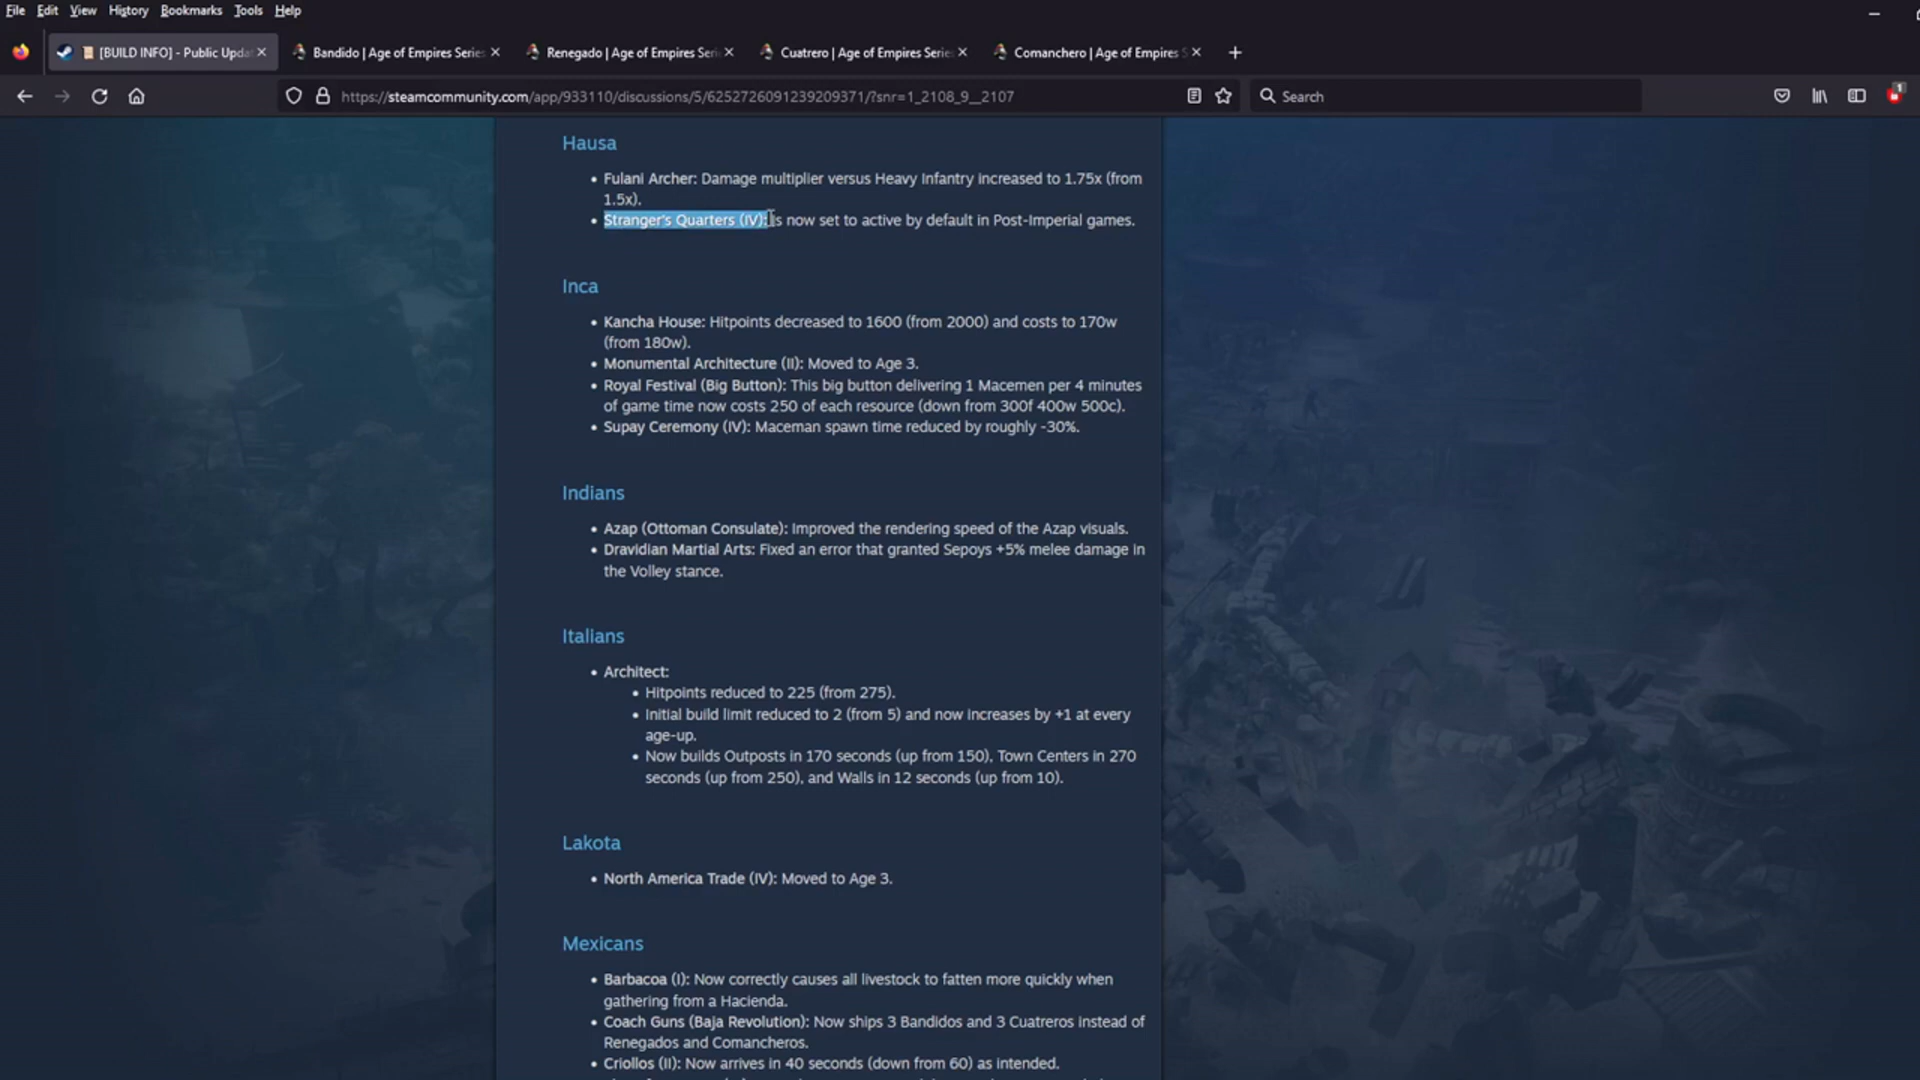 File Edit View History Bookmarks Tools Help
[BUILD INFO] - Public Upda
Bandido | Age of Empires Series
Renegado | Age of Empires Seri
Cuatrero | Age of Empires Serie
Comanchero | Age of Empires S
https://steamcommunity.com/app/933110/discussions/5/6252726091239209371/?snr=1_2108_9__2107
Search
1
Hausa
• Fulani Archer: Damage multiplier versus Heavy Infantry increased to 1.75x (from
1.5x).
• Stranger's Quarters (IV): Is now set to active by default in Post-Imperial games.
Inca
• Kancha House: Hitpoints decreased to 1600 (from 2000) and costs to 170w
(from 180w).
• Monumental Architecture (II): Moved to Age 3.
• Royal Festival (Big Button): This big button delivering 1 Macemen per 4 minutes
of game time now costs 250 of each resource (down from 300f 400w 500c).
• Supay Ceremony (IV): Maceman spawn time reduced by roughly -30%.
Indians
• Azap (Ottoman Consulate): Improved the rendering speed of the Azap visuals.
• Dravidian Martial Arts: Fixed an error that granted Sepoys +5% melee damage in
the Volley stance.
Italians
• Architect:
• Hitpoints reduced to 225 (from 275).
• Initial build limit reduced to 2 (from 5) and now increases by +1 at every
age-up.
• Now builds Outposts in 170 seconds (up from 150), Town Centers in 270
seconds (up from 250), and Walls in 12 seconds (up from 10).
Lakota
• North America Trade (IV): Moved to Age 3.
Mexicans
• Barbacoa (I): Now correctly causes all livestock to fatten more quickly when
gathering from a Hacienda.
• Coach Guns (Baja Revolution): Now ships 3 Bandidos and 3 Cuatreros instead of
Renegados and Comancheros.
• Criollos (II): Now arrives in 40 seconds (down from 60) as intended.